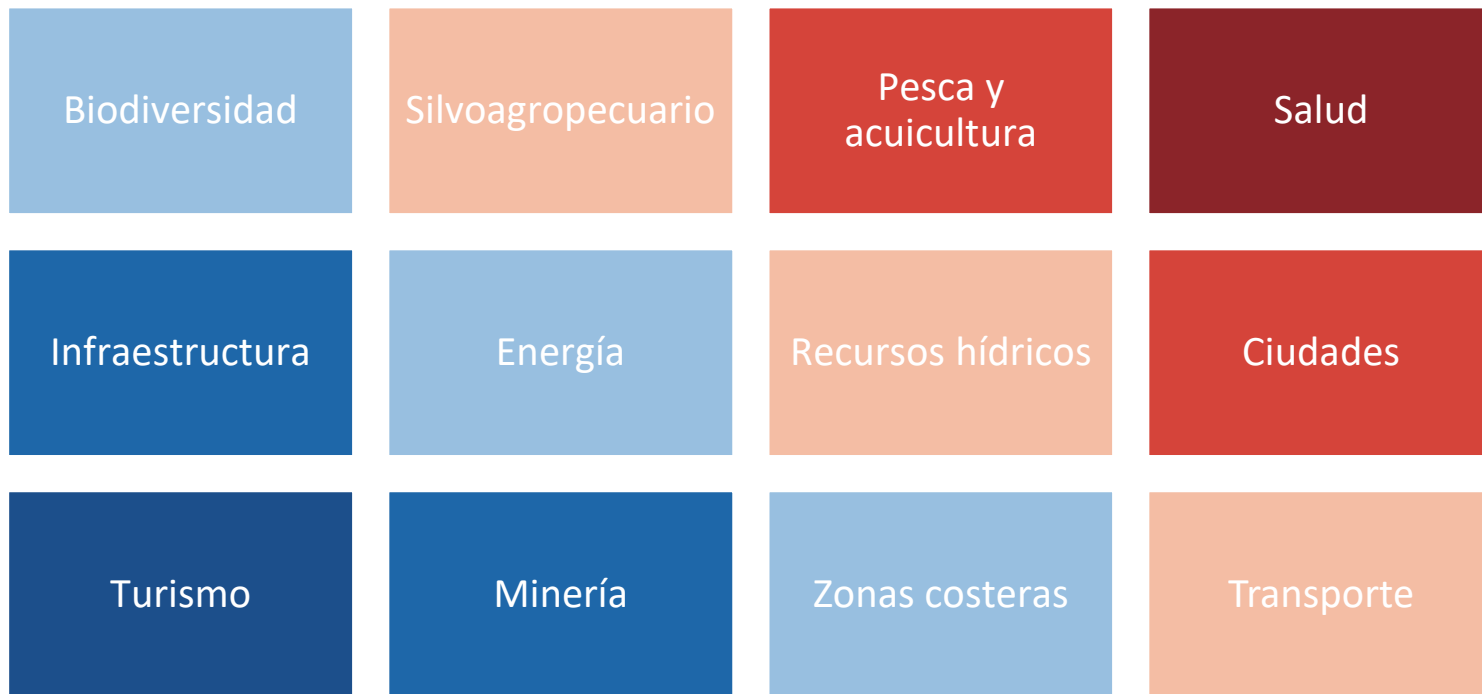 Biodiversidad
Silvoagropecuario
Pesca y
acuicultura
Salud
Infraestructura
Energía
Recursos hídricos
Ciudades
Turismo
Minería
Zonas costeras
Transporte